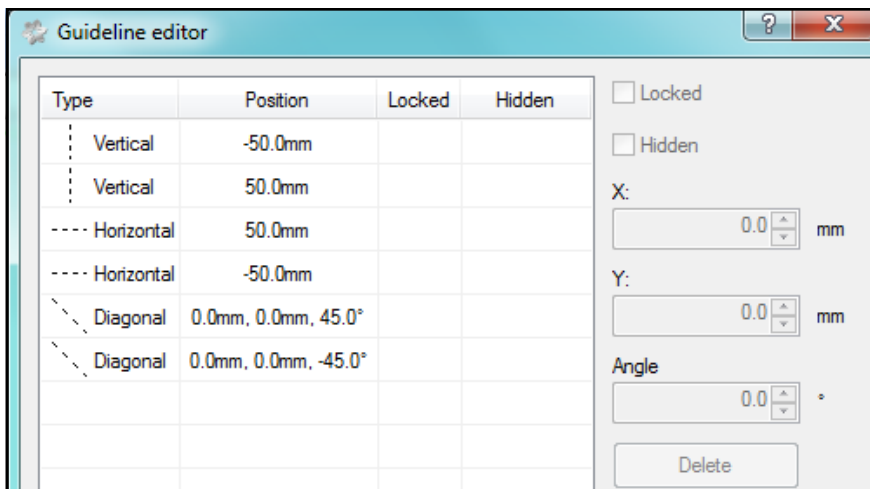 Guideline editor
?
X
Type Position Locked Hidden
Vertical -50.0mm
Vertical 50.0mm
Horizontal 50.0mm
Horizontal -50.0mm
Diagonal 0.0mm, 0.0mm, 45.0°
Diagonal 0.0mm, 0.0mm, -45.0°
Locked
Hidden
X:
0.0 mm
Y:
0.0 mm
Angle
0.0 °
Delete